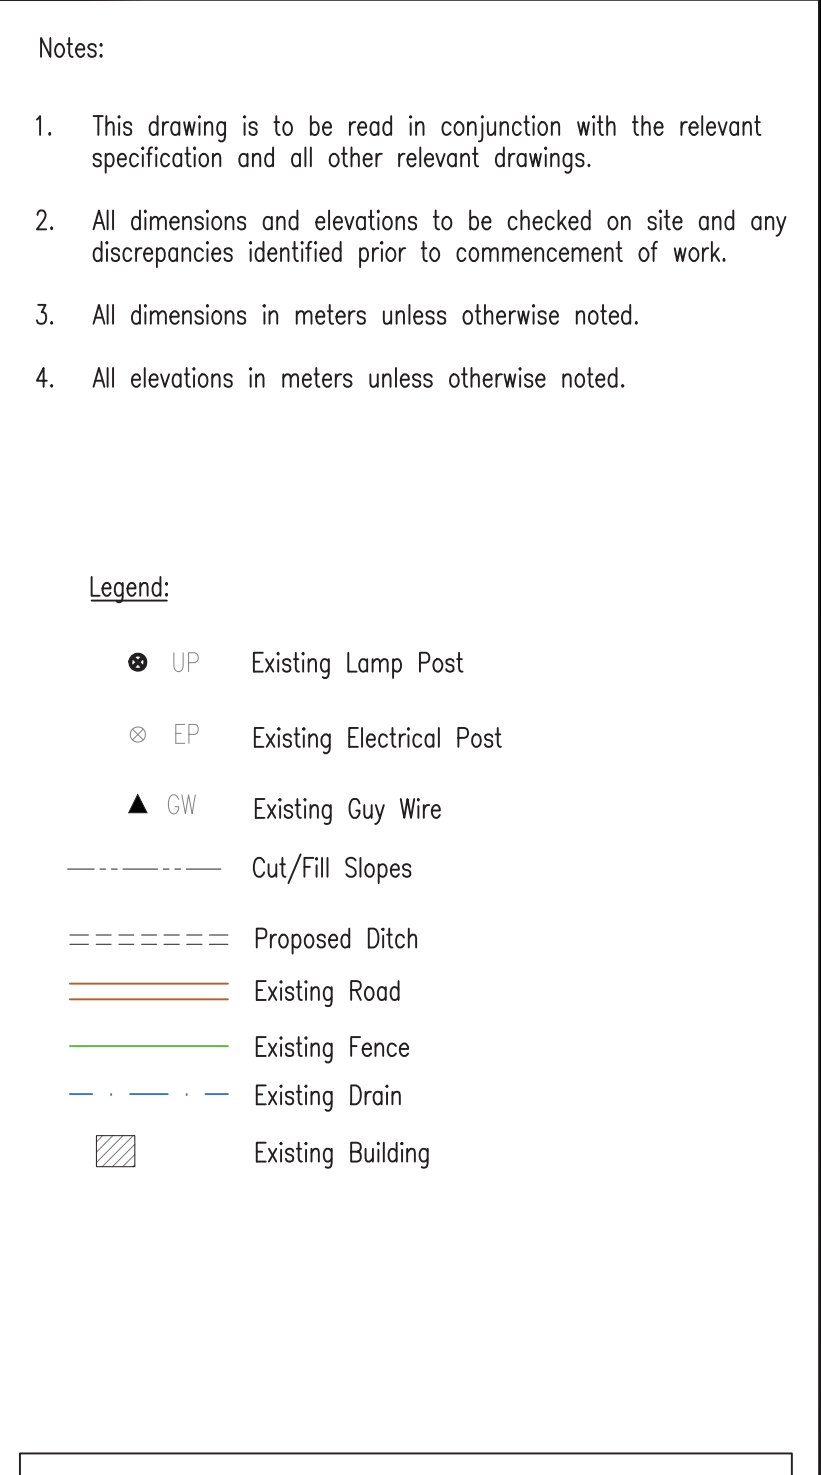 Notes:
1. This drawing is to be read in conjunction with the relevant
specification and all other relevant drawings.
2. All dimensions and elevations to be checked on site and any
discrepancies identified prior to commencement of work.
3. All dimensions in meters unless otherwise noted.
4. All elevations in meters unless otherwise noted.
Legend:
UP Existing Lamp Post
EP Existing Electrical Post
GW Existing Guy Wire
Cut/Fill Slopes
Proposed Ditch
Existing Road
Existing Fence
Existing Drain
Existing Building